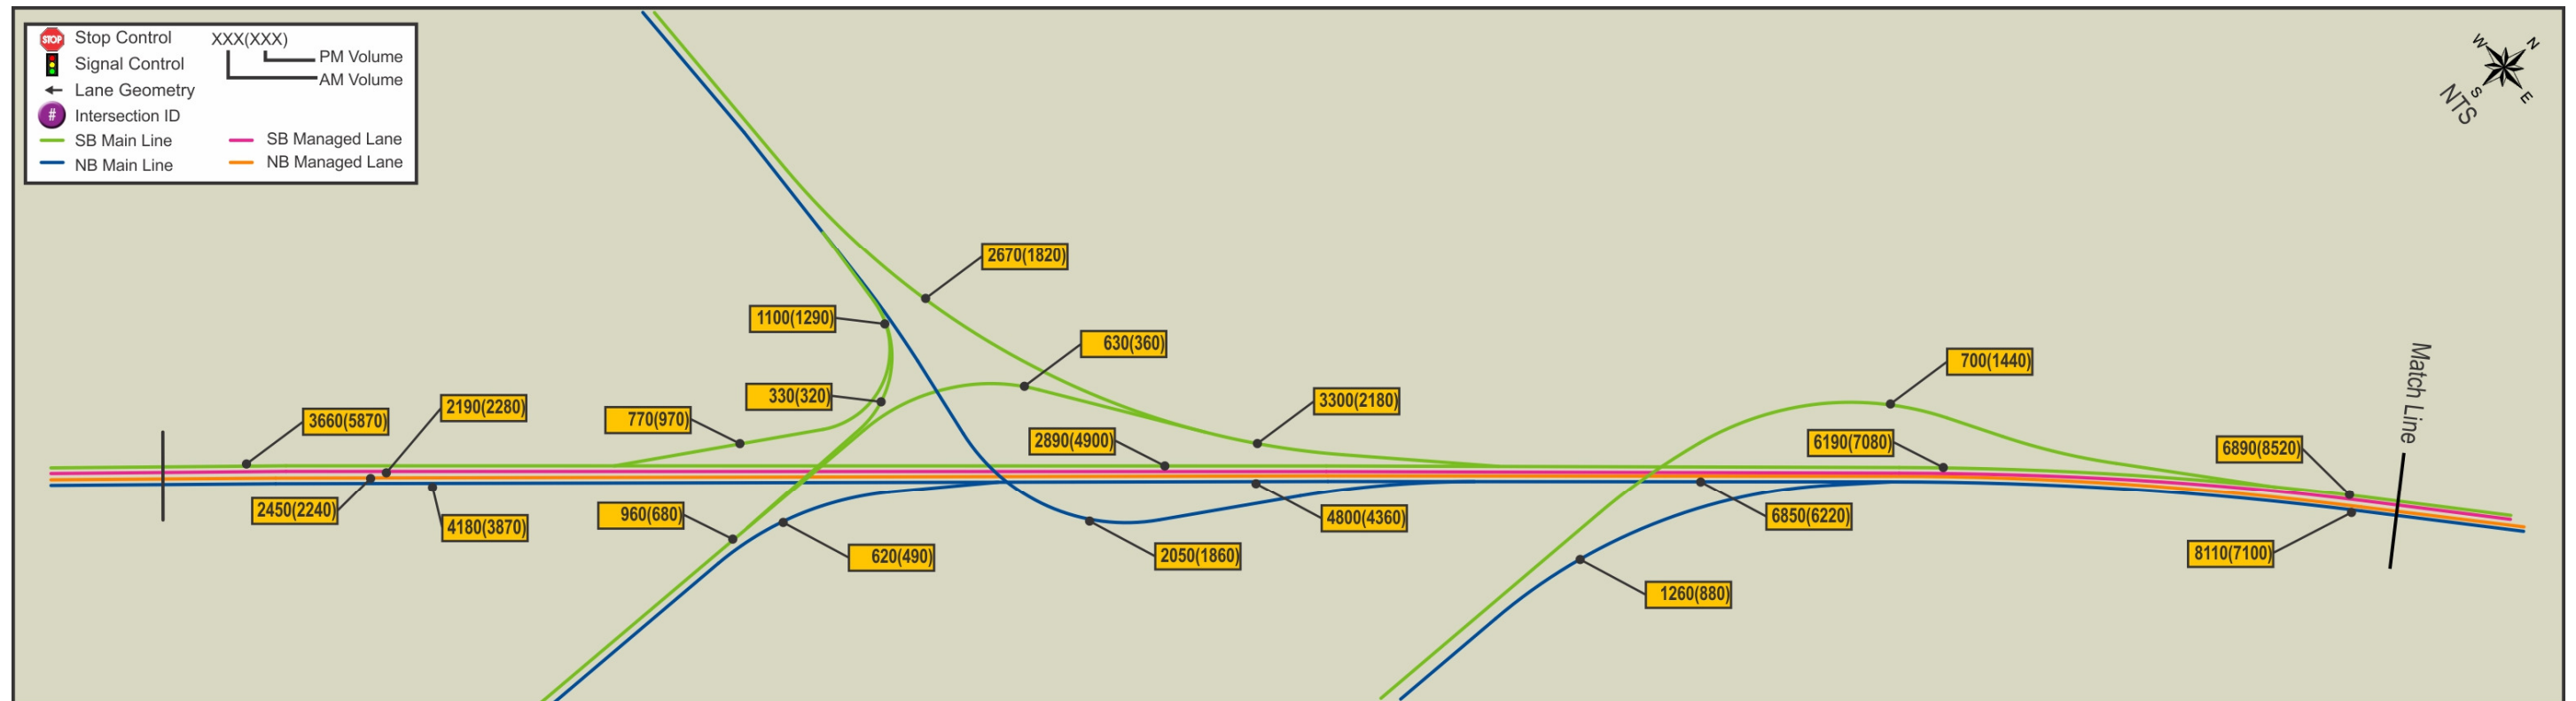 STOP
Stop Control
Signal Control
Lane Geometry
#
Intersection ID
SB Main Line
NB Main Line
XXX(XXX)
PM Volume
AM Volume
SB Managed Lane
NB Managed Lane
W
N
S
E
NTS
2670(1820)
1100(1290)
630(360)
330(320)
700(1440)
3300(2180)
3660(5870)
2190(2280)
770(970)
2890(4900)
6190(7080)
6890(8520)
Match Line
2450(2240)
4180(3870)
960(680)
620(490)
2050(1860)
4800(4360)
6850(6220)
8110(7100)
1260(880)